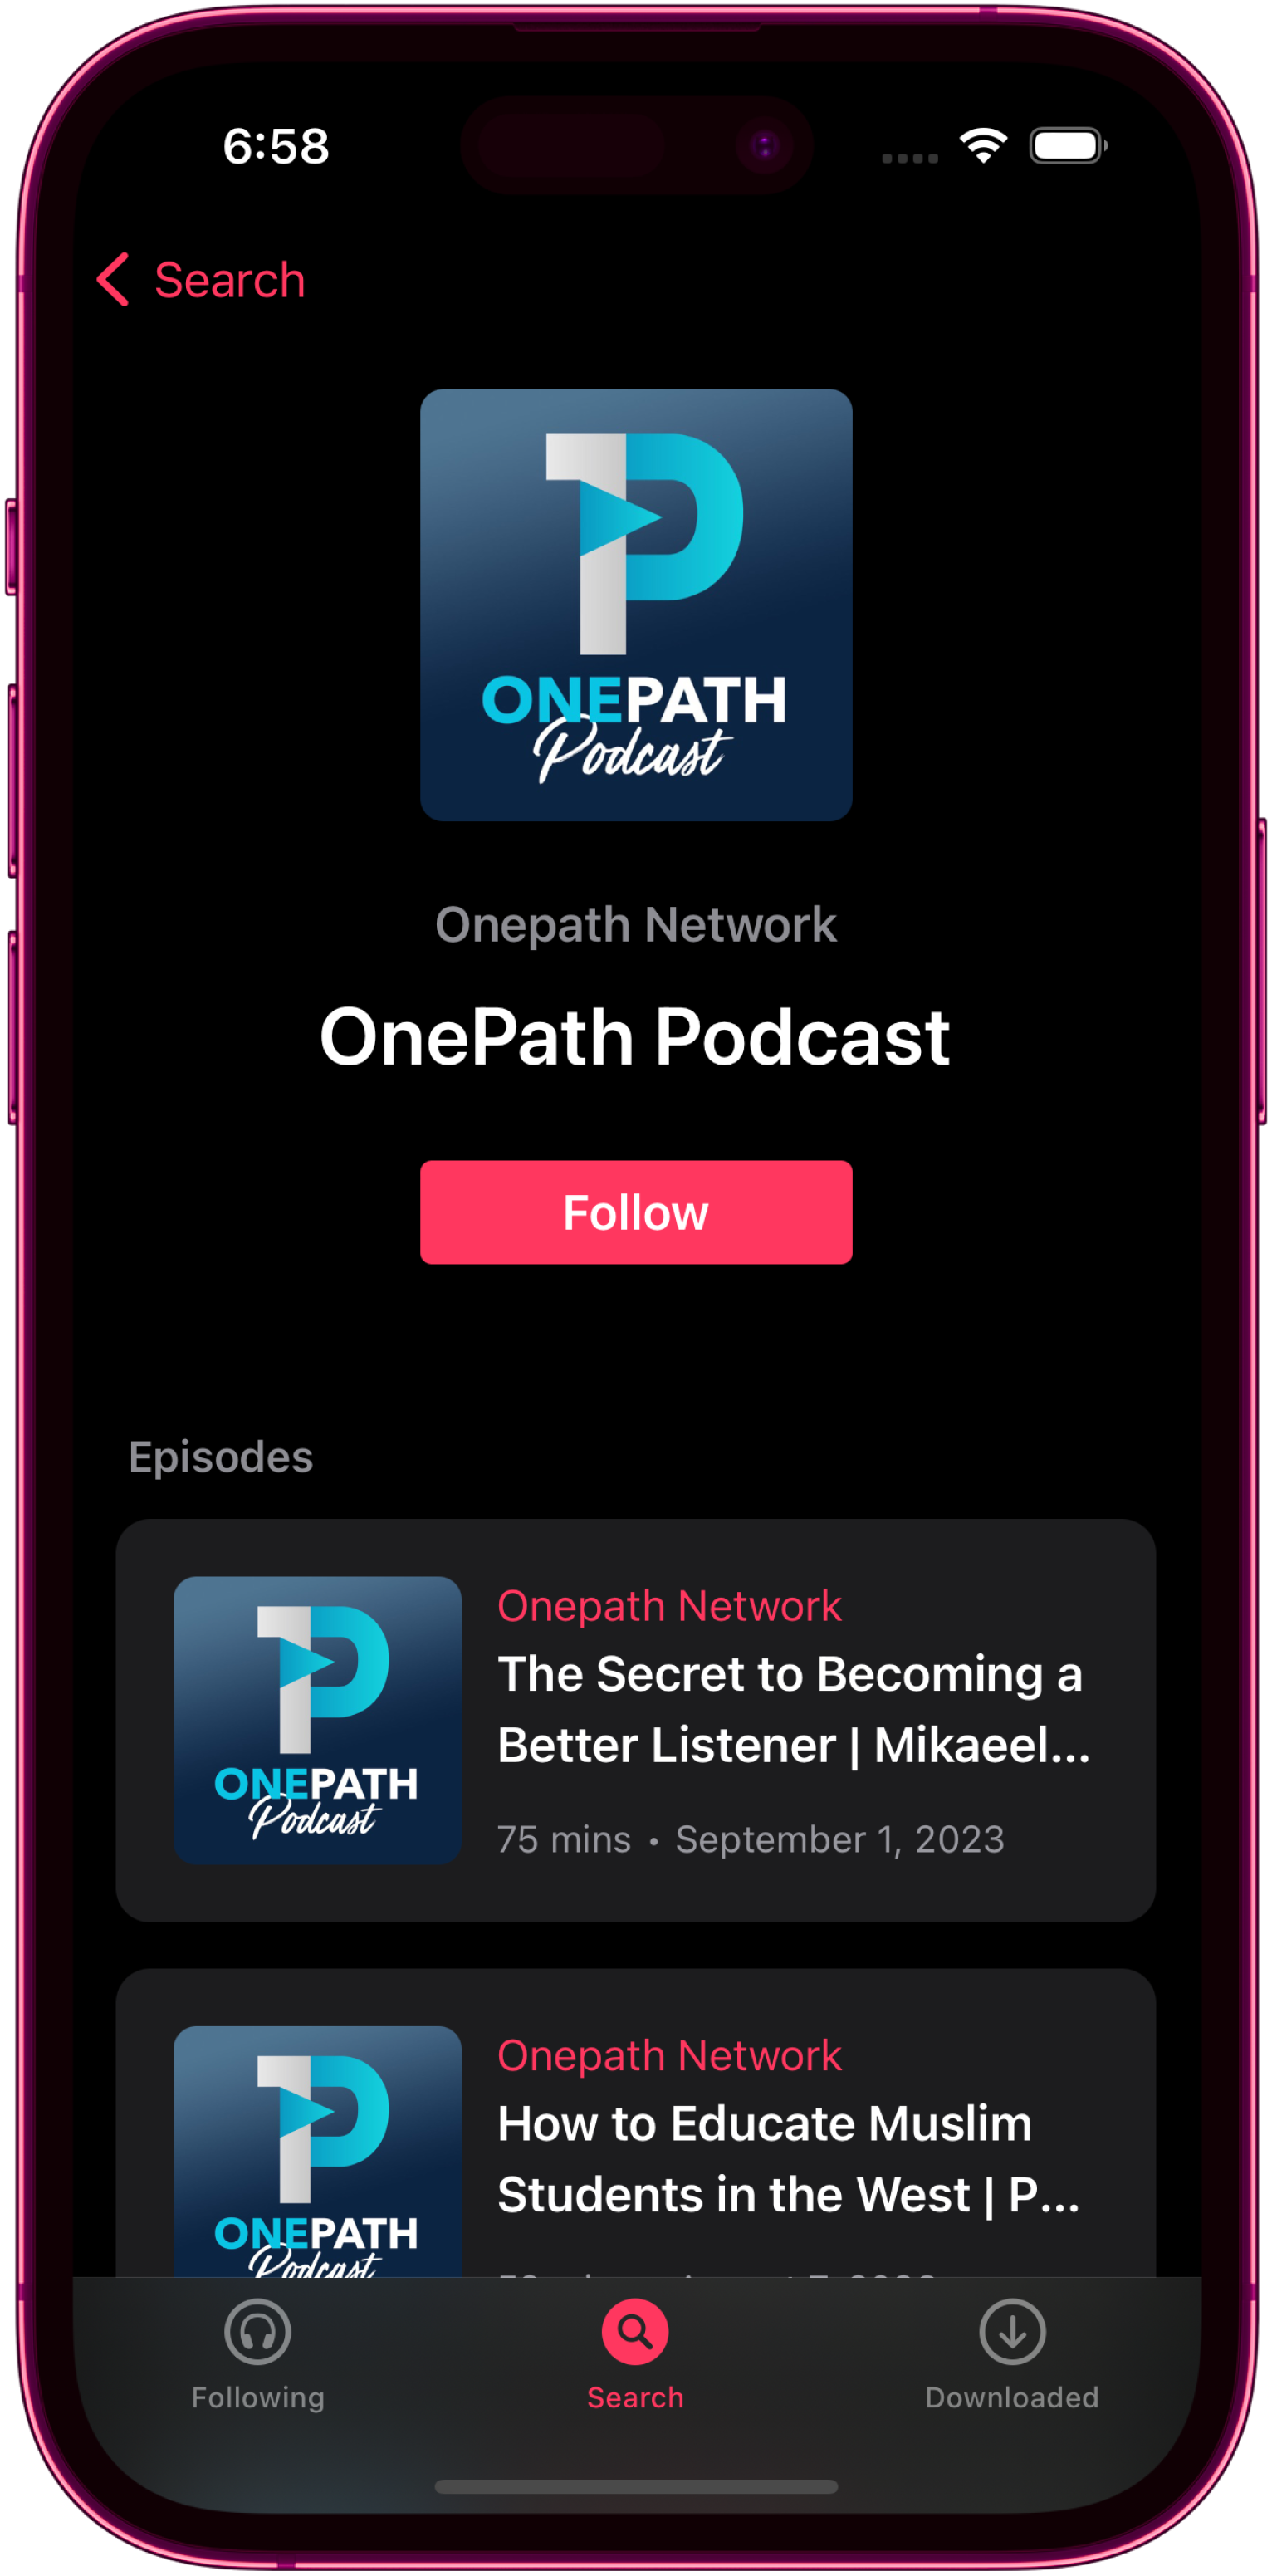 6:58
Search
ONEPATH
Podcast
Onepath Network
OnePath Podcast
Follow
Episodes
ONEPATH
Podcast
Onepath Network
The Secret to Becoming a
Better Listener | Mikaeel...
75 mins • September 1, 2023
ONEPATH
Podcast
Onepath Network
How to Educate Muslim
Students in the West | P...
Following
Search
Downloaded